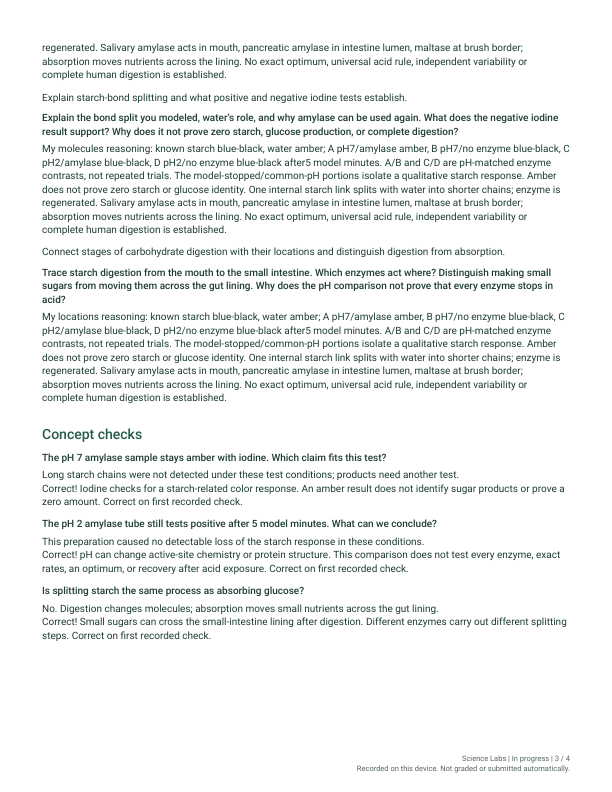 regenerated. Salivary amylase acts in mouth, pancreatic amylase in intestine lumen, maltase at brush border;
absorption moves nutrients across the lining. No exact optimum, universal acid rule, independent variability or
complete human digestion is established.
Explain starch-bond splitting and what positive and negative iodine tests establish.
Explain the bond split you modeled, water’s role, and why amylase can be used again. What does the negative iodine
result support? Why does it not prove zero starch, glucose production, or complete digestion?
My molecules reasoning: known starch blue-black, water amber; A pH7/amylase amber, B pH7/no enzyme blue-black, C
pH2/amylase blue-black, D pH2/no enzyme blue-black after5 model minutes. A/B and C/D are pH-matched enzyme
contrasts, not repeated trials. The model-stopped/common-pH portions isolate a qualitative starch response. Amber
does not prove zero starch or glucose identity. One internal starch link splits with water into shorter chains; enzyme is
regenerated. Salivary amylase acts in mouth, pancreatic amylase in intestine lumen, maltase at brush border;
absorption moves nutrients across the lining. No exact optimum, universal acid rule, independent variability or
complete human digestion is established.
Connect stages of carbohydrate digestion with their locations and distinguish digestion from absorption.
Trace starch digestion from the mouth to the small intestine. Which enzymes act where? Distinguish making small
sugars from moving them across the gut lining. Why does the pH comparison not prove that every enzyme stops in
acid?
My locations reasoning: known starch blue-black, water amber; A pH7/amylase amber, B pH7/no enzyme blue-black, C
pH2/amylase blue-black, D pH2/no enzyme blue-black after5 model minutes. A/B and C/D are pH-matched enzyme
contrasts, not repeated trials. The model-stopped/common-pH portions isolate a qualitative starch response. Amber
does not prove zero starch or glucose identity. One internal starch link splits with water into shorter chains; enzyme is
regenerated. Salivary amylase acts in mouth, pancreatic amylase in intestine lumen, maltase at brush border;
absorption moves nutrients across the lining. No exact optimum, universal acid rule, independent variability or
complete human digestion is established.
Concept checks
The pH 7 amylase sample stays amber with iodine. Which claim fits this test?
Long starch chains were not detected under these test conditions; products need another test.
Correct! Iodine checks for a starch-related color response. An amber result does not identify sugar products or prove a
zero amount. Correct on first recorded check.
The pH 2 amylase tube still tests positive after 5 model minutes. What can we conclude?
This preparation caused no detectable loss of the starch response in these conditions.
Correct! pH can change active-site chemistry or protein structure. This comparison does not test every enzyme, exact
rates, an optimum, or recovery after acid exposure. Correct on first recorded check.
Is splitting starch the same process as absorbing glucose?
No. Digestion changes molecules; absorption moves small nutrients across the gut lining.
Correct! Small sugars can cross the small-intestine lining after digestion. Different enzymes carry out different splitting
steps. Correct on first recorded check.
Science Labs | In progress | 3 / 4
Recorded on this device. Not graded or submitted automatically.